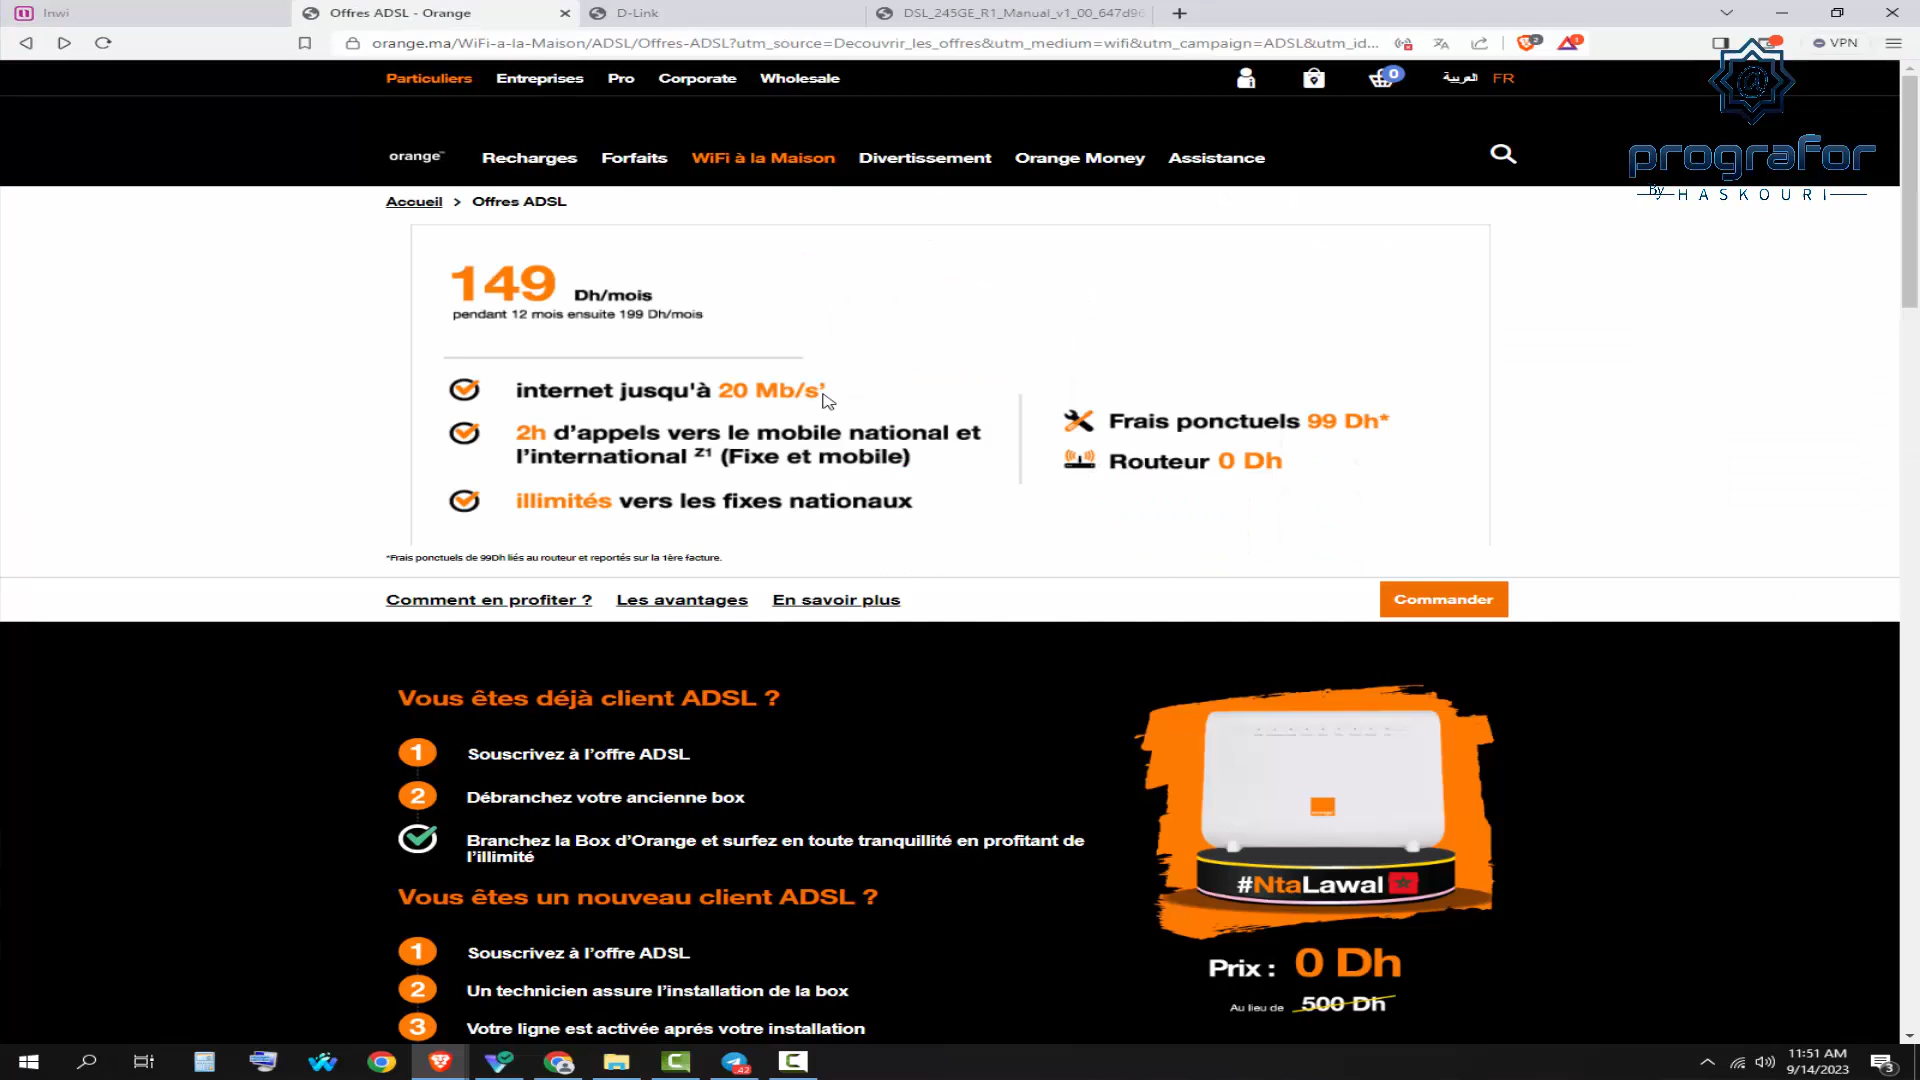 Inwi
Offres ADSL - Orange
D-Link
DSL_245GE_R1_Manual_v1_00_647d96
orange.ma/WiFi-a-la-Maison/ADSL/Offres-ADSL?utm_source=Decouvrir_les_offres&utm_medium=wifi&utm_campaign=ADSL&utm_id...
2
1
VPN
Particuliers Entreprises Pro Corporate Wholesale
0
العربية FR
orange™ Recharges Forfaits WiFi à la Maison Divertissement Orange Money Assistance
prografor
By HASKOURI
Accueil > Offres ADSL
149 Dh/mois
pendant 12 mois ensuite 199 Dh/mois
internet jusqu'à 20 Mb/s*
2h d’appels vers le mobile national et
l’international Z1 (Fixe et mobile)
illimités vers les fixes nationaux
Frais ponctuels 99 Dh*
Routeur 0 Dh
*Frais ponctuels de 99Dh liés au routeur et reportés sur la 1ère facture.
Comment en profiter ? Les avantages En savoir plus
Commander
Vous êtes déjà client ADSL ?
1 Souscrivez à l’offre ADSL
2 Débranchez votre ancienne box
Branchez la Box d’Orange et surfez en toute tranquillité en profitant de
l’illimité
Vous êtes un nouveau client ADSL ?
1 Souscrivez à l’offre ADSL
2 Un technicien assure l’installation de la box
3 Votre ligne est activée aprés votre installation
orange
#NtaLawal
Prix : 0 Dh
Au lieu de 500 Dh
42
11:51 AM
9/14/2023
3